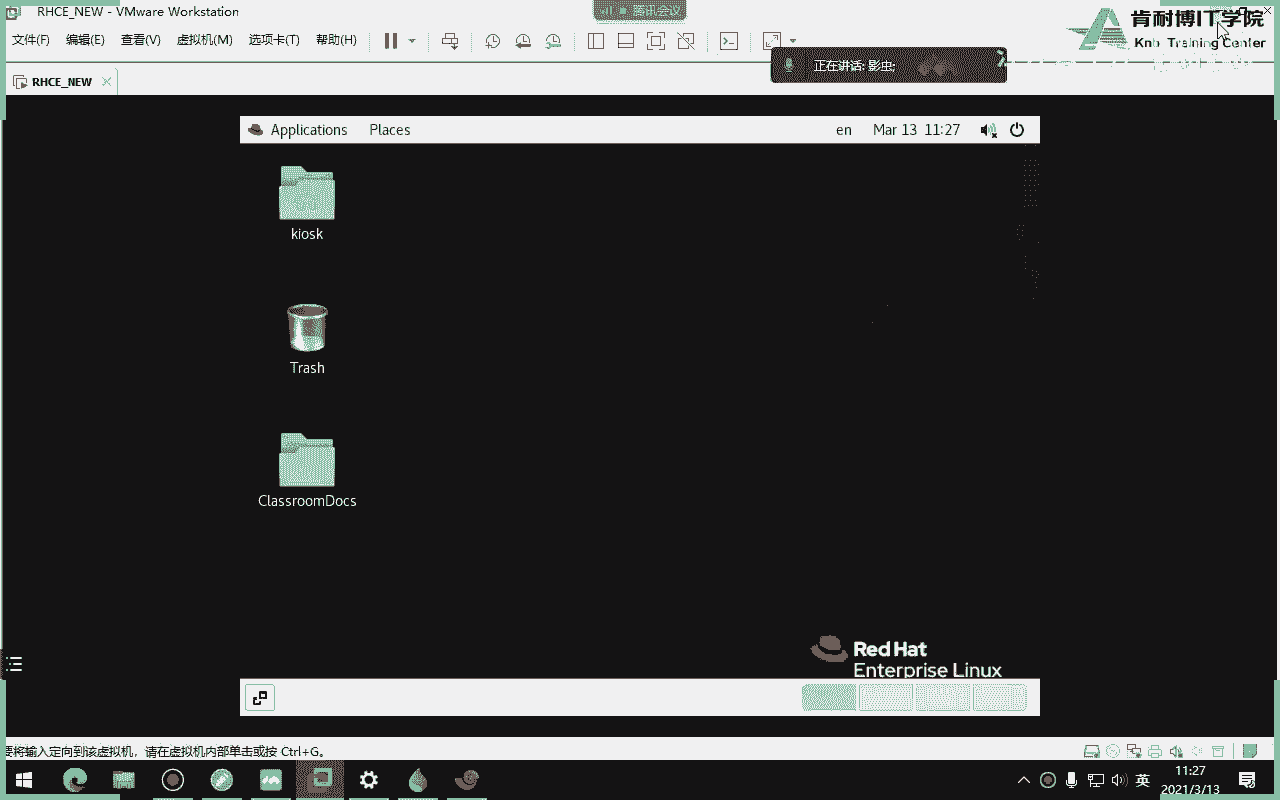 RHCE_NEW - VMware Workstation
腾讯会议
肯耐博IT学院
Knb Training Center
文件(F) 编辑(E) 查看(V) 虚拟机(M) 选项卡(T) 帮助(H)
正在讲话: 影虫;
RHCE_NEW
Applications Places en Mar 13 11:27
kiosk
Trash
ClassroomDocs
Red Hat
Enterprise Linux
要将输入定向到该虚拟机，请在虚拟机内部单击或按 Ctrl+G。
英
11:27
2021/3/13